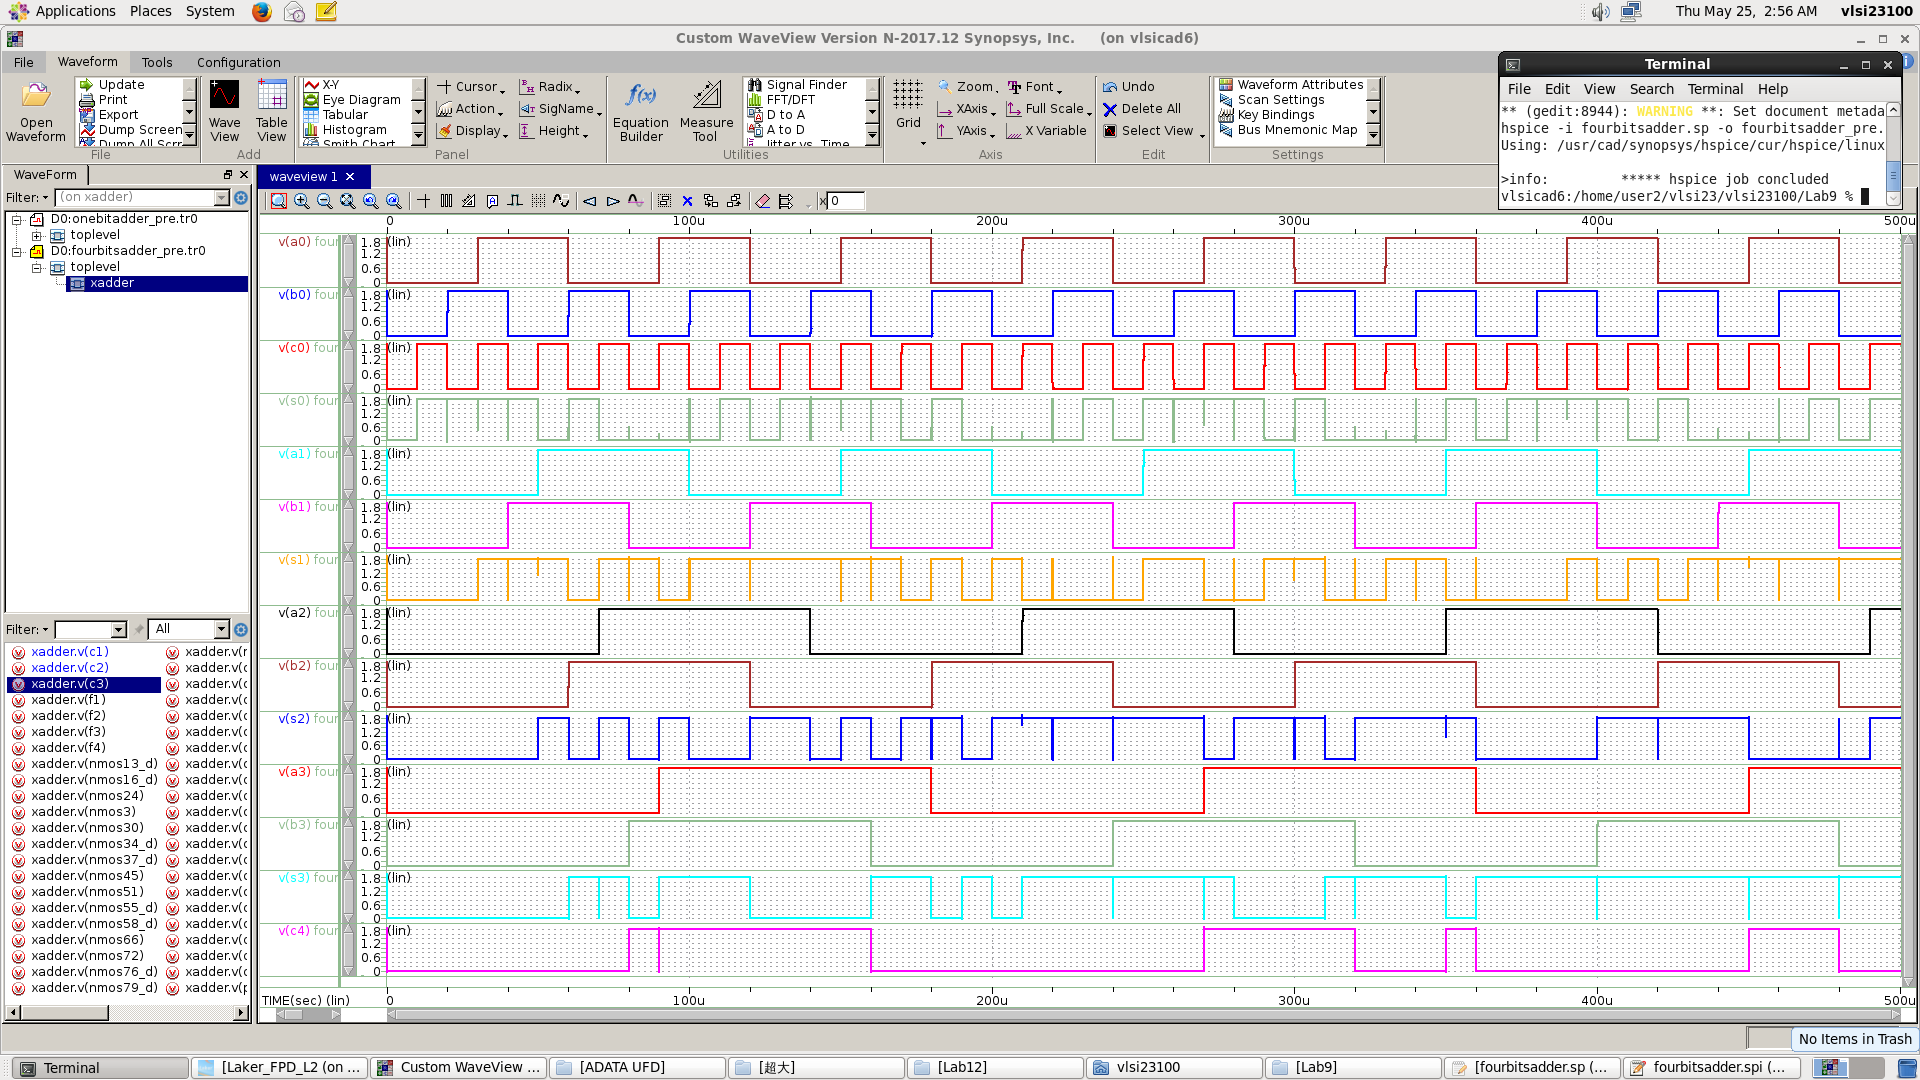 Applications Places System Thu May 25, 2:56 AM vlsi23100
Custom WaveView Version N-2017.12 Synopsys, Inc. (on vlsicad6)
File Waveform Tools Configuration
Open Waveform
Update
Print
Export
Dump Screen
Dump All Scr
File
Wave View
Table View
Add
X-Y
Eye Diagram
Tabular
Histogram
Smith Chart
Cursor
Action
Display
Radix
SigName
Height
Panel
Equation Builder
Measure Tool
Signal Finder
FFT/DFT
D to A
A to D
Jitter vs. Time
Utilities
Grid
Zoom
XAxis
YAxis
Font
Full Scale
X Variable
Axis
Undo
Delete All
Select View
Edit
Waveform Attributes
Scan Settings
Key Bindings
Bus Mnemonic Map
Settings
Terminal
File Edit View Search Terminal Help
** (gedit:8944): WARNING **: Set document metada
hspice -i fourbitsadder.sp -o fourbitsadder_pre.
Using: /usr/cad/synopsys/hspice/cur/hspice/linux
>info: ***** hspice job concluded
vlsicad6:/home/user2/vlsi23/vlsi23100/Lab9 %
WaveForm
Filter: (on xadder)
D0:onebitadder_pre.tr0
toplevel
D0:fourbitsadder_pre.tr0
toplevel
xadder
Filter: All
xadder.v(c1) xadder.v(r
xadder.v(c2) xadder.v(c
xadder.v(c3) xadder.v(c
xadder.v(f1) xadder.v(c
xadder.v(f2) xadder.v(c
xadder.v(f3) xadder.v(c
xadder.v(f4) xadder.v(c
xadder.v(nmos13_d) xadder.v(c
xadder.v(nmos16_d) xadder.v(c
xadder.v(nmos24) xadder.v(c
xadder.v(nmos3) xadder.v(c
xadder.v(nmos30) xadder.v(c
xadder.v(nmos34_d) xadder.v(c
xadder.v(nmos37_d) xadder.v(c
xadder.v(nmos45) xadder.v(c
xadder.v(nmos51) xadder.v(c
xadder.v(nmos55_d) xadder.v(c
xadder.v(nmos58_d) xadder.v(c
xadder.v(nmos66) xadder.v(c
xadder.v(nmos72) xadder.v(c
xadder.v(nmos76_d) xadder.v(c
xadder.v(nmos79_d) xadder.v(p
waveview 1
x 0
0 100u 200u 300u 400u 500u
v(a0) four 1.8 1.2 0.6 0 (lin)
v(b0) four 1.8 1.2 0.6 0 (lin)
v(c0) four 1.8 1.2 0.6 0 (lin)
v(s0) four 1.8 1.2 0.6 0 (lin)
v(a1) four 1.8 1.2 0.6 0 (lin)
v(b1) four 1.8 1.2 0.6 0 (lin)
v(s1) four 1.8 1.2 0.6 0 (lin)
v(a2) four 1.8 1.2 0.6 0 (lin)
v(b2) four 1.8 1.2 0.6 0 (lin)
v(s2) four 1.8 1.2 0.6 0 (lin)
v(a3) four 1.8 1.2 0.6 0 (lin)
v(b3) four 1.8 1.2 0.6 0 (lin)
v(s3) four 1.8 1.2 0.6 0 (lin)
v(c4) four 1.8 1.2 0.6 0 (lin)
TIME(sec) (lin) 0 100u 200u 300u 400u 500u
No Items in Trash
Terminal [Laker_FPD_L2 (on ... Custom WaveView ... [ADATA UFD] [超大] [Lab12] vlsi23100 [Lab9] [fourbitsadder.sp (... fourbitsadder.spi (...